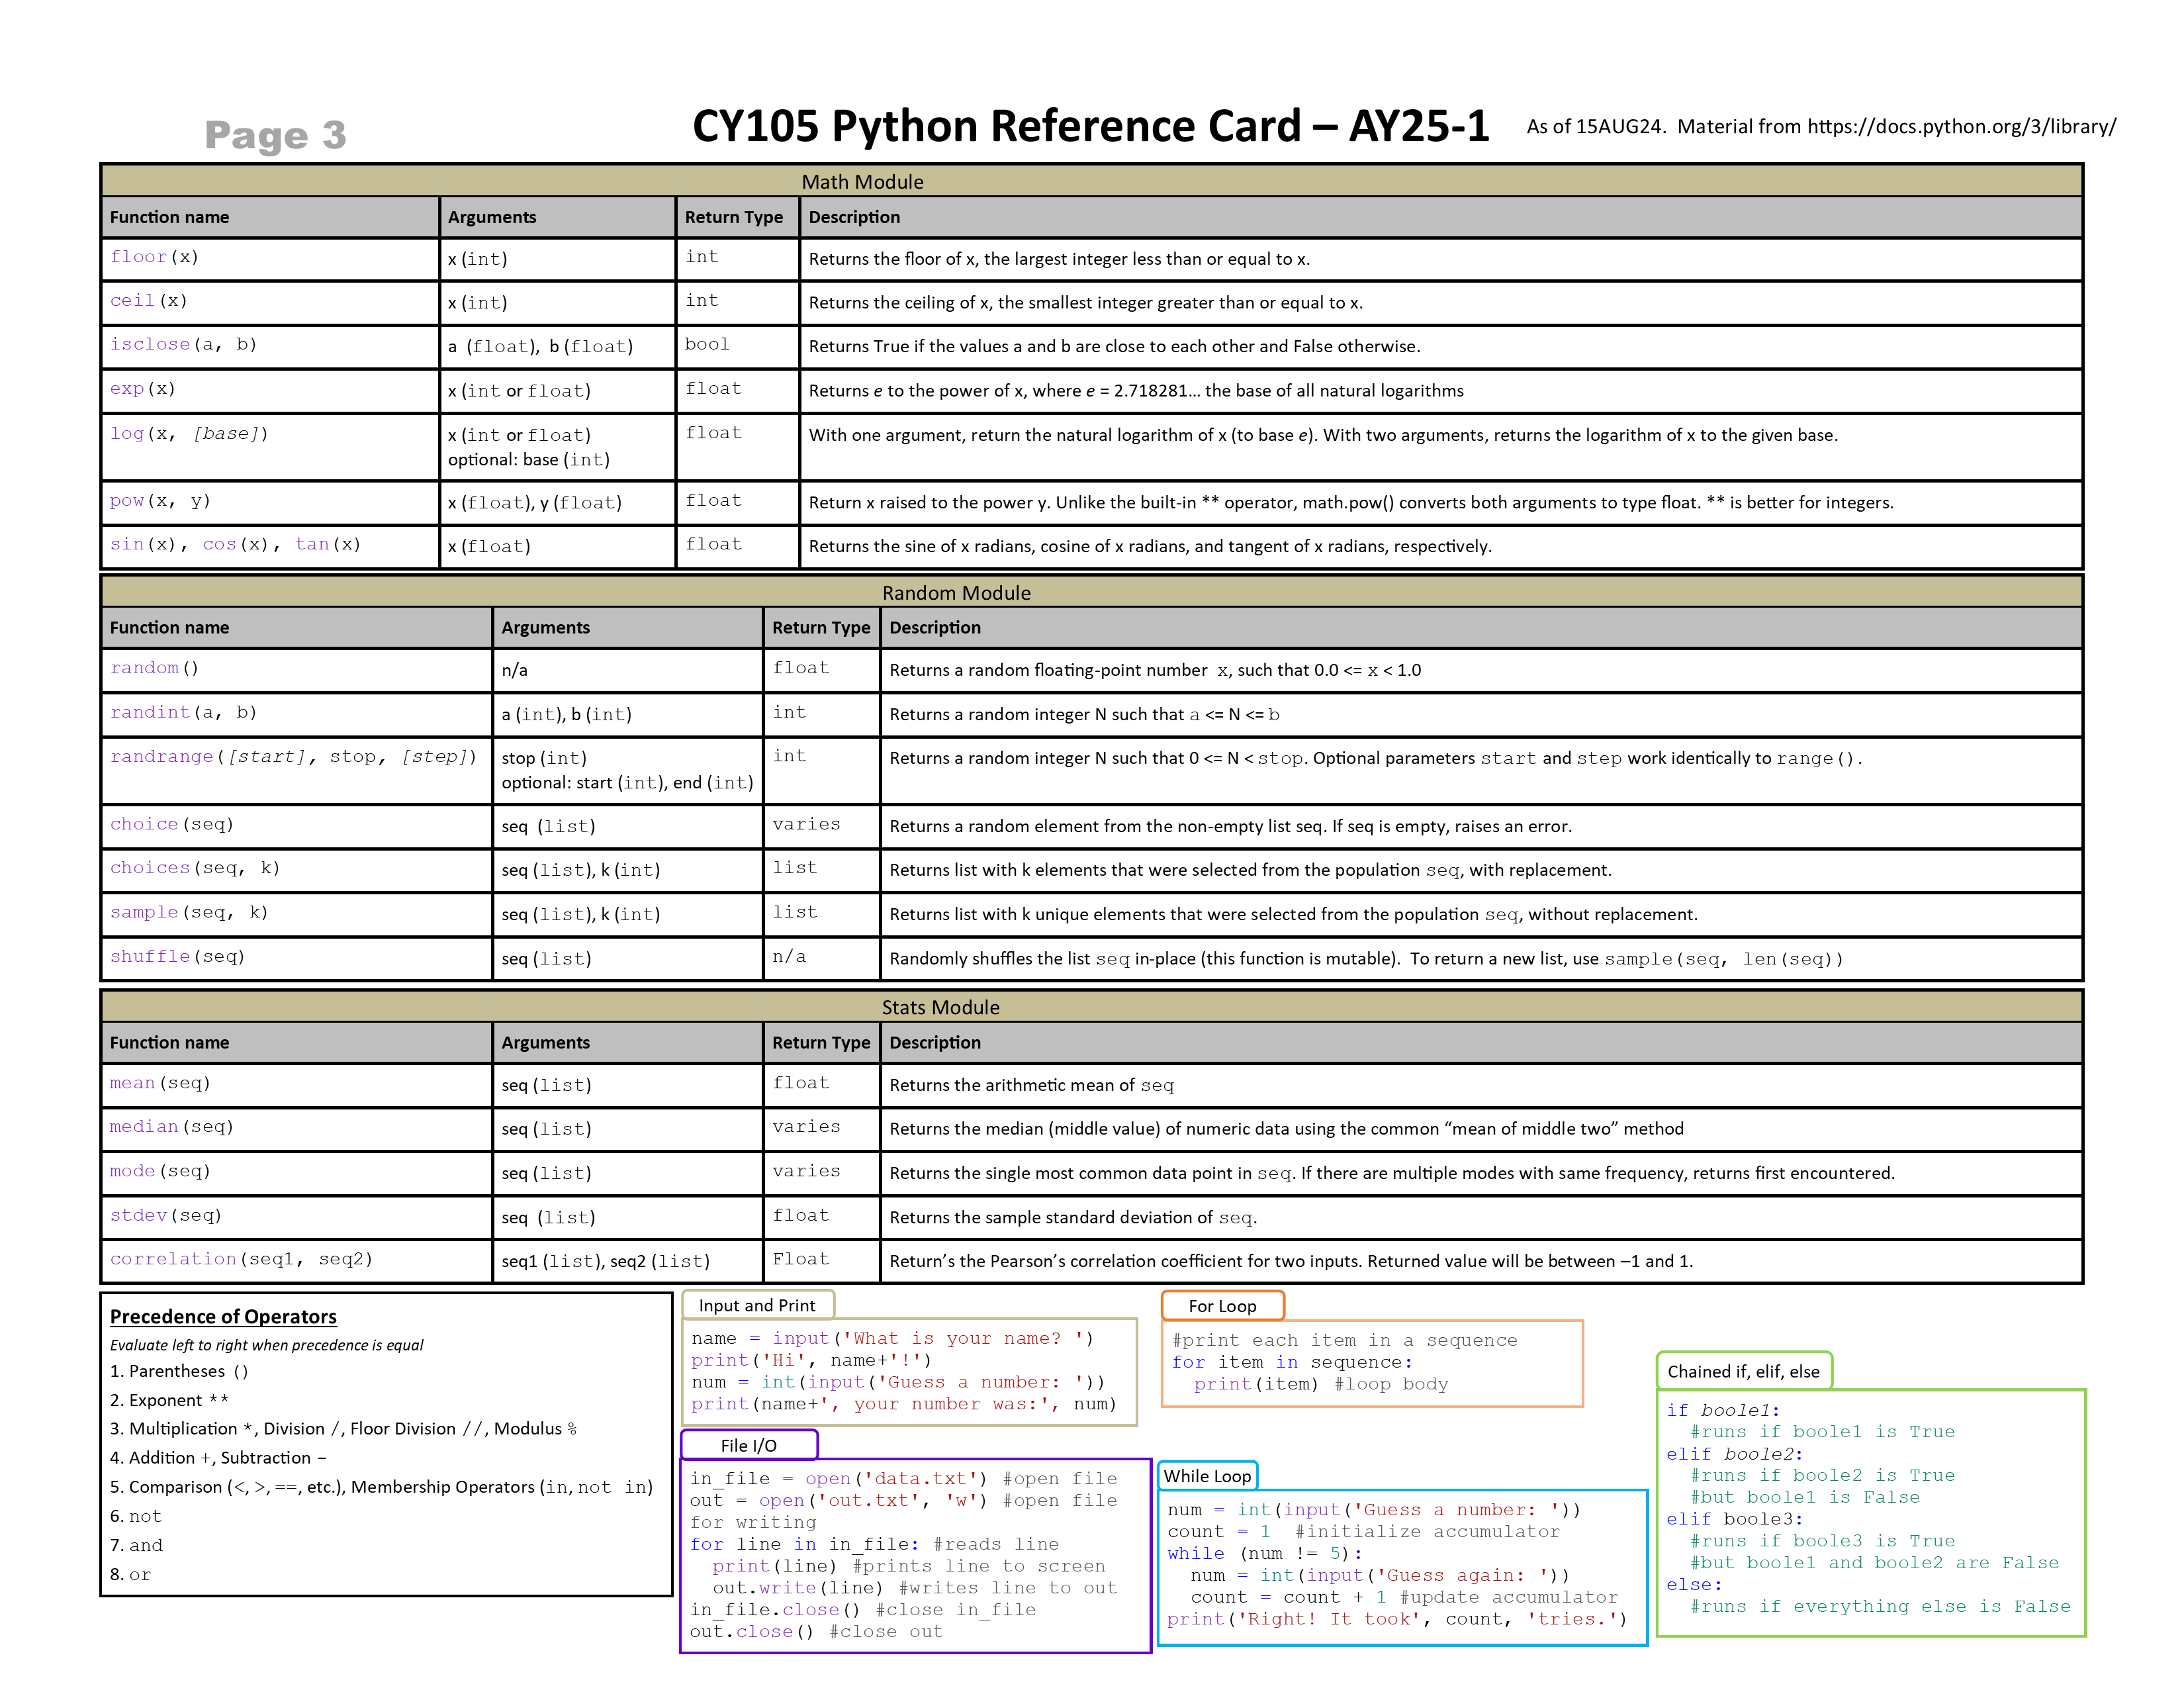 Page 3
CY105 Python Reference Card – AY25-1
As of 15AUG24.  Material from https://docs.python.org/3/library/
Math Module
Function name Arguments Return Type Description
floor(x) x (int) int Returns the floor of x, the largest integer less than or equal to x.
ceil(x) x (int) int Returns the ceiling of x, the smallest integer greater than or equal to x.
isclose(a, b) a (float), b (float) bool Returns True if the values a and b are close to each other and False otherwise.
exp(x) x (int or float) float Returns e to the power of x, where e = 2.718281… the base of all natural logarithms
log(x, [base]) x (int or float) float With one argument, return the natural logarithm of x (to base e). With two arguments, returns the logarithm of x to the given base.
optional: base (int)
pow(x, y) x (float), y (float) float Return x raised to the power y. Unlike the built-in ** operator, math.pow() converts both arguments to type float. ** is better for integers.
sin(x), cos(x), tan(x) x (float) float Returns the sine of x radians, cosine of x radians, and tangent of x radians, respectively.
Random Module
Function name Arguments Return Type Description
random() n/a float Returns a random floating-point number x, such that 0.0 <= x < 1.0
randint(a, b) a (int), b (int) int Returns a random integer N such that a <= N <= b
randrange([start], stop, [step]) stop (int) int Returns a random integer N such that 0 <= N < stop. Optional parameters start and step work identically to range().
optional: start (int), end (int)
choice(seq) seq (list) varies Returns a random element from the non-empty list seq. If seq is empty, raises an error.
choices(seq, k) seq (list), k (int) list Returns list with k elements that were selected from the population seq, with replacement.
sample(seq, k) seq (list), k (int) list Returns list with k unique elements that were selected from the population seq, without replacement.
shuffle(seq) seq (list) n/a Randomly shuffles the list seq in-place (this function is mutable).  To return a new list, use sample(seq, len(seq))
Stats Module
Function name Arguments Return Type Description
mean(seq) seq (list) float Returns the arithmetic mean of seq
median(seq) seq (list) varies Returns the median (middle value) of numeric data using the common “mean of middle two” method
mode(seq) seq (list) varies Returns the single most common data point in seq. If there are multiple modes with same frequency, returns first encountered.
stdev(seq) seq (list) float Returns the sample standard deviation of seq.
correlation(seq1, seq2) seq1 (list), seq2 (list) Float Return’s the Pearson’s correlation coefficient for two inputs. Returned value will be between –1 and 1.
Precedence of Operators
Evaluate left to right when precedence is equal
1. Parentheses ()
2. Exponent **
3. Multiplication *, Division /, Floor Division //, Modulus %
4. Addition +, Subtraction –
5. Comparison (<, >, ==, etc.), Membership Operators (in, not in)
6. not
7. and
8. or
Input and Print
name = input('What is your name? ')
print('Hi', name+'!')
num = int(input('Guess a number: '))
print(name+', your number was:', num)
File I/O
in_file = open('data.txt') #open file
out = open('out.txt', 'w') #open file
for writing
for line in in_file: #reads line
  print(line) #prints line to screen
  out.write(line) #writes line to out
in_file.close() #close in_file
out.close() #close out
For Loop
#print each item in a sequence
for item in sequence:
  print(item) #loop body
While Loop
num = int(input('Guess a number: '))
count = 1  #initialize accumulator
while (num != 5):
  num = int(input('Guess again: '))
  count = count + 1 #update accumulator
print('Right! It took', count, 'tries.')
Chained if, elif, else
if boole1:
  #runs if boole1 is True
elif boole2:
  #runs if boole2 is True
  #but boole1 is False
elif boole3:
  #runs if boole3 is True
  #but boole1 and boole2 are False
else:
  #runs if everything else is False